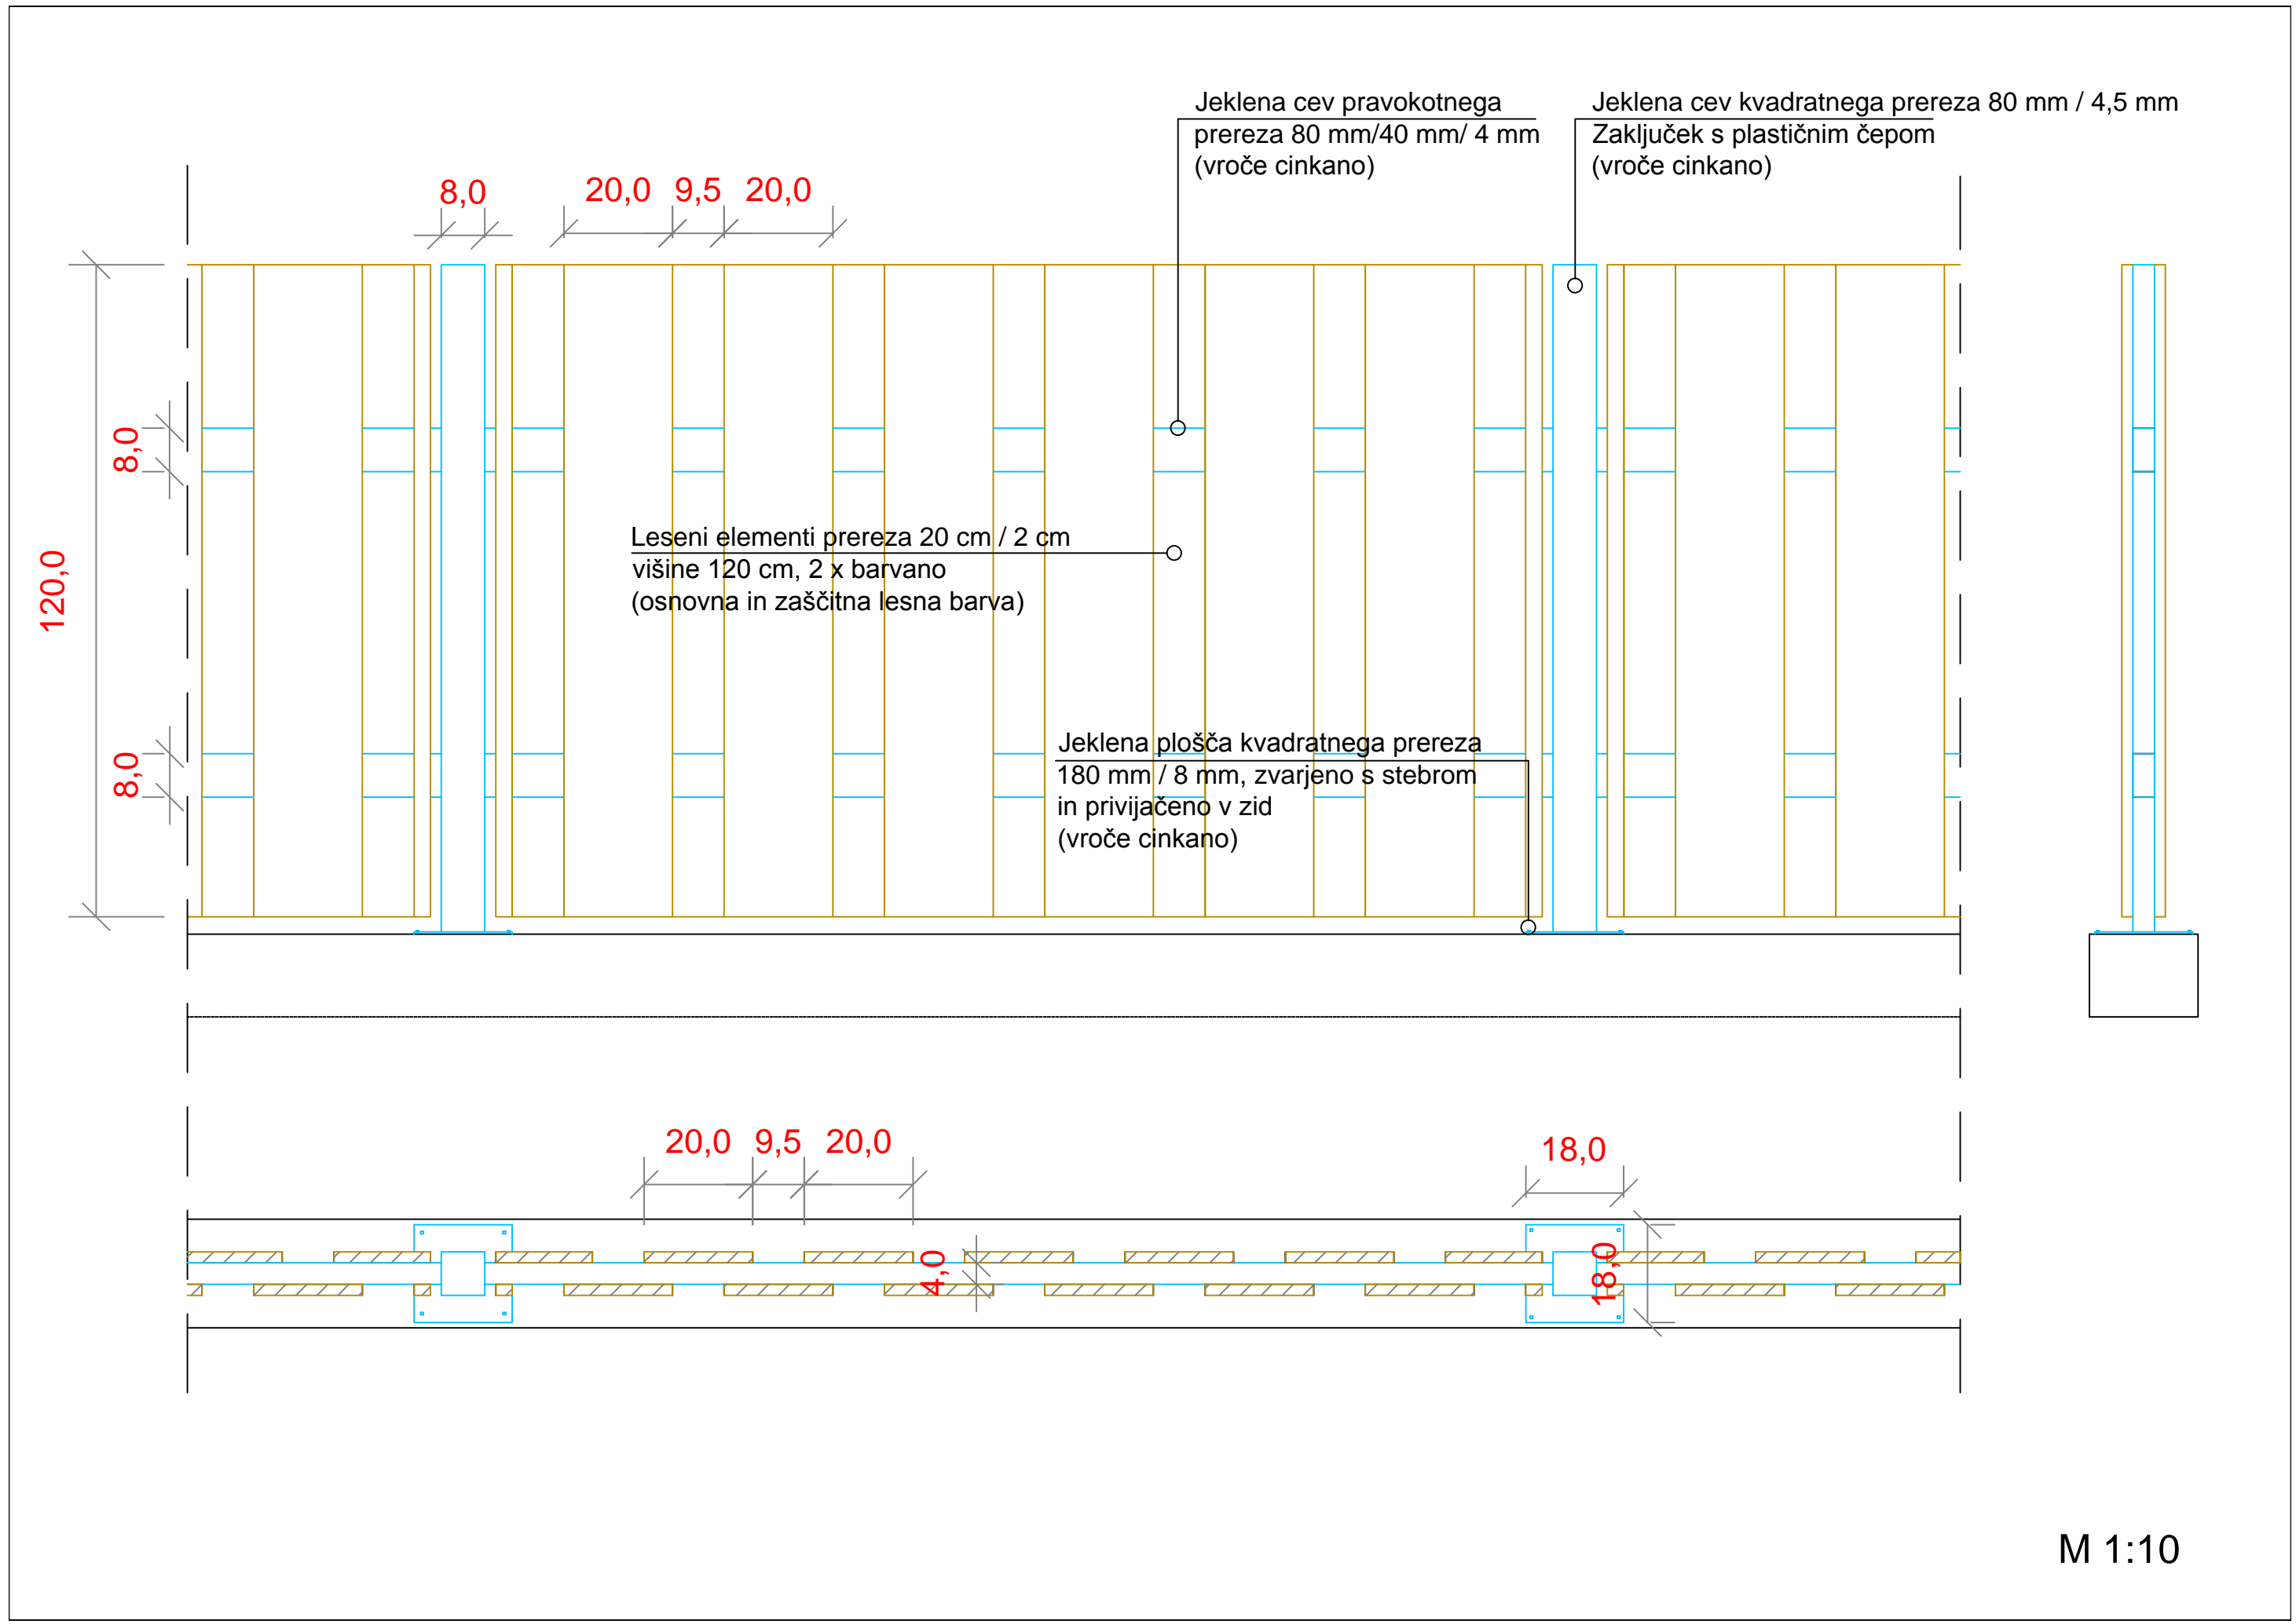 Jeklena cev pravokotnega
prereza 80 mm/40 mm/ 4 mm
(vroče cinkano)
Jeklena cev kvadratnega prereza 80 mm / 4,5 mm
Zaključek s plastičnim čepom
(vroče cinkano)
8,0
20,0
9,5
20,0
8,0
120,0
8,0
Leseni elementi prereza 20 cm / 2 cm
višine 120 cm, 2 x barvano
(osnovna in zaščitna lesna barva)
Jeklena plošča kvadratnega prereza
180 mm / 8 mm, zvarjeno s stebrom
in privijačeno v zid
(vroče cinkano)
20,0
9,5
20,0
18,0
4,0
18,0
M 1:10